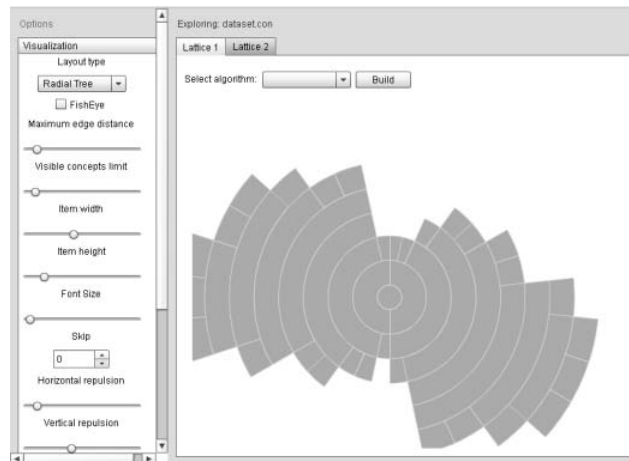 Options
Visualization
Layout type
Radial Tree
FishEye
Maximum edge distance
Visible concepts limit
Item width
Item height
Font Size
Skip
0
Horizontal repulsion
Vertical repulsion
Exploring: dataset.con
Lattice 1 Lattice 2
Select algorithm: Build